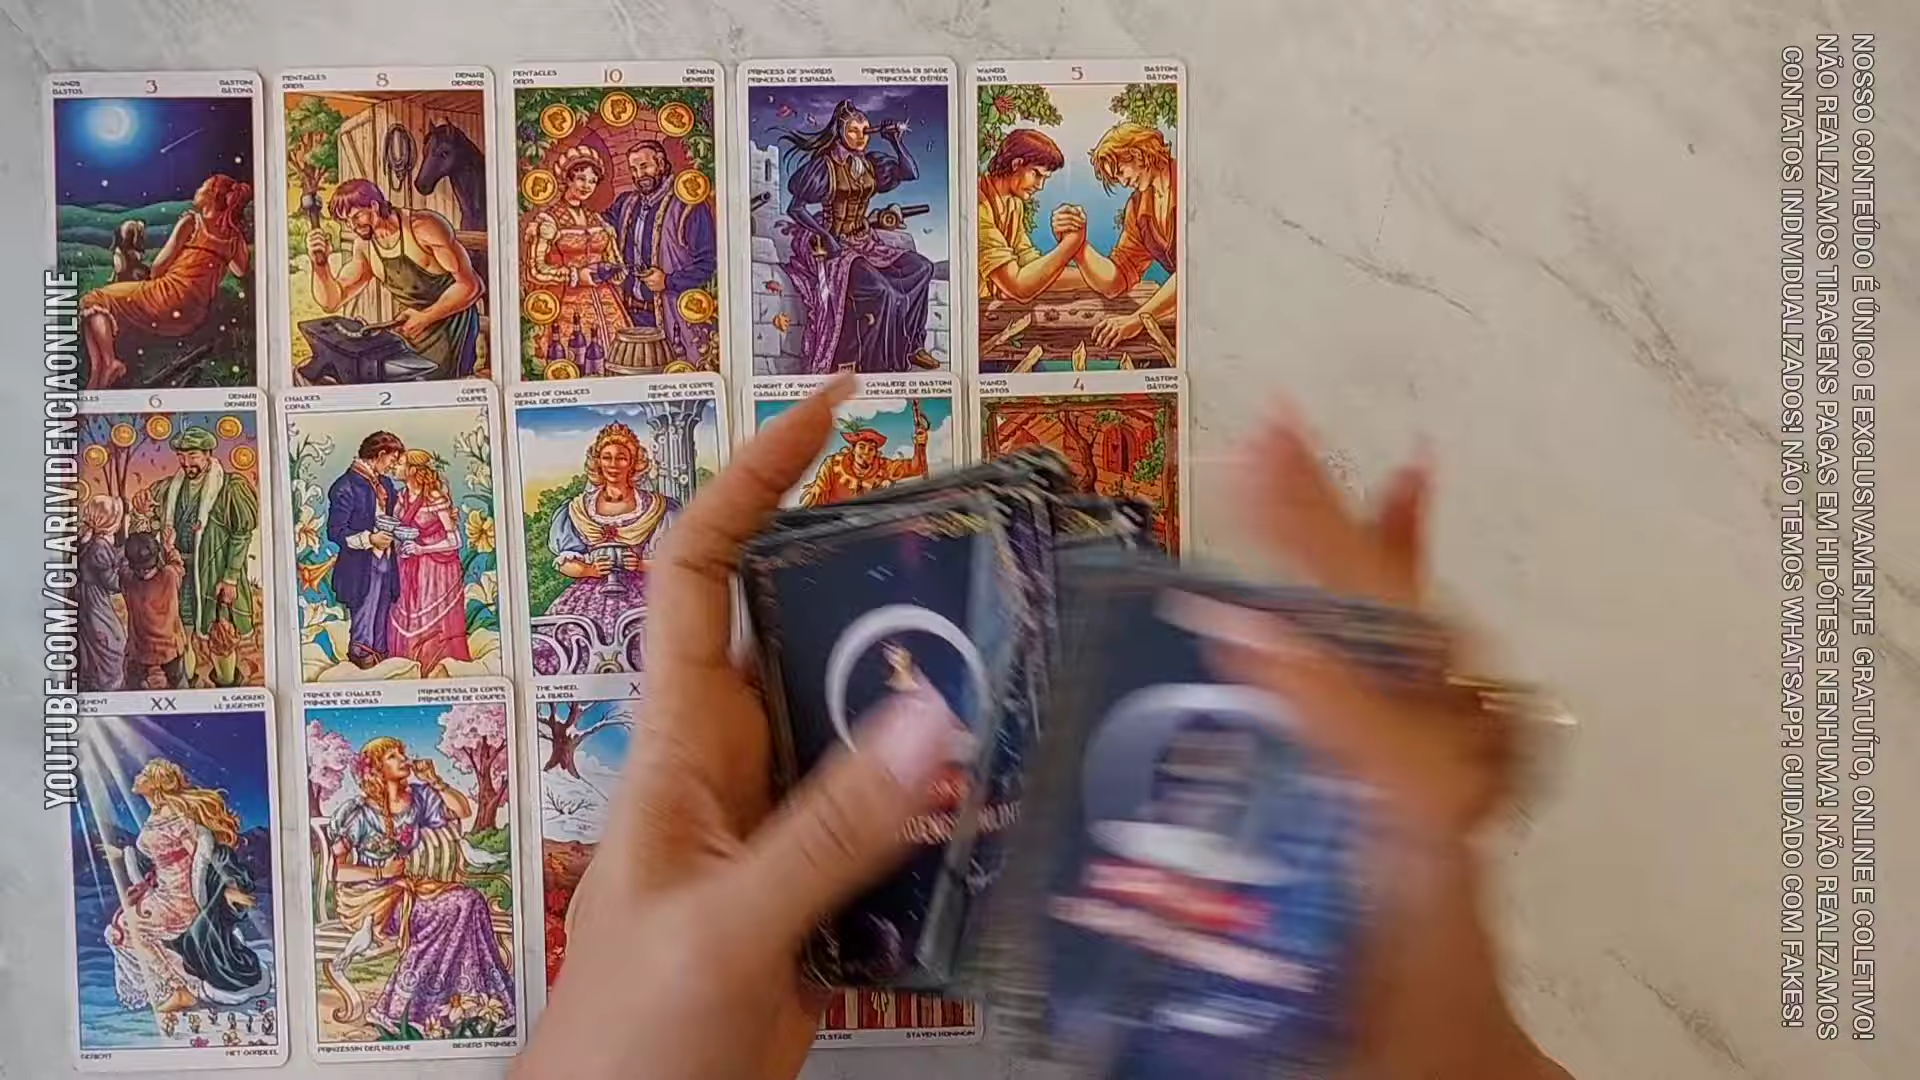 WANDS
BASTOS
3
BASTONI
BÂTONS
PENTACLES
OROS
8
DENARI
DENIERS
PENTACLES
OROS
10
DENARI
DENIERS
PRINCESS OF SWORDS
PRINCESA DE ESPADAS
PRINCIPESSA DI SPADE
PRINCESSE D'ÉPÉES
WANDS
BASTOS
5
BASTONI
BÂTONS
6
DENARI
DENIERS
CHALICES
COPAS
2
COPPE
COUPES
QUEEN OF CHALICES
REINA DE COPAS
REGINA DI COPPE
REINE DE COUPES
KNIGHT OF
CABALLO DE
CAVALIERE DI BASTONI
CHEVALIER DE BÂTONS
WANDS
BASTOS
4
BASTONI
BÂTONS
XX
IL GIUDIZIO
LE JUGEMENT
GERICHT
HET OORDEEL
PRINCE OF CHALICES
PRINCIPE DE COPAS
PRINCIPESSA DI COPPE
PRINCESSE DE COUPES
PRINZESSIN DER KELCHE
BEKERS PRINSES
THE WHEEL
LA RUEDA
STAVEN KONINGIN
YOUTUBE.COM/CLARIVIDENCIAONLINE
NOSSO CONTEÚDO É ÚNICO E EXCLUSIVAMENTE GRATUÍTO, ONLINE E COLETIVO!
NÃO REALIZAMOS TIRAGENS PAGAS EM HIPÓTESE NENHUMA! NÃO REALIZAMOS
CONTATOS INDIVIDUALIZADOS! NÃO TEMOS WHATSAPP! CUIDADO COM FAKES!